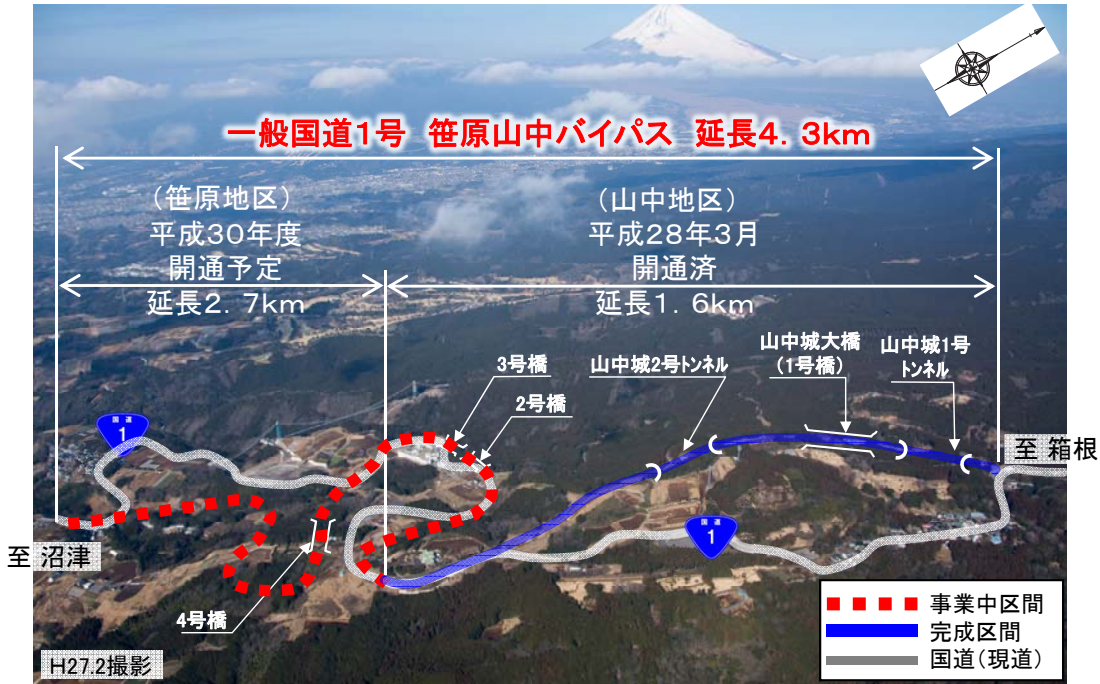 一般国道1号 笹原山中バイパス 延長4.3km
(笹原地区)
平成30年度
開通予定
延長2.7km
(山中地区)
平成28年3月
開通済
延長1.6km
3号橋
2号橋
山中城2号トンネル
山中城大橋
(1号橋)
山中城1号
トンネル
国道
1
至 箱根
国道
1
至 沼津
4号橋
事業中区間
完成区間
国道(現道)
H27.2撮影